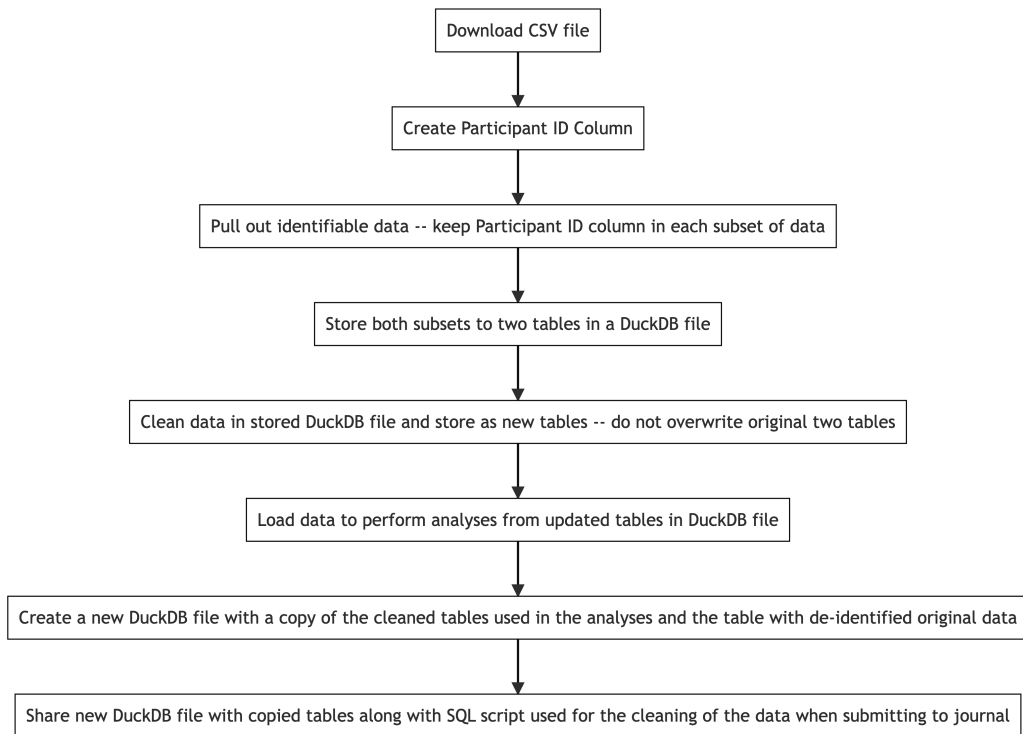 Download CSV file
Create Participant ID Column
Pull out identifiable data -- keep Participant ID column in each subset of data
Store both subsets to two tables in a DuckDB file
Clean data in stored DuckDB file and store as new tables -- do not overwrite original two tables
Load data to perform analyses from updated tables in DuckDB file
Create a new DuckDB file with a copy of the cleaned tables used in the analyses and the table with de-identified original data
Share new DuckDB file with copied tables along with SQL script used for the cleaning of the data when submitting to journal